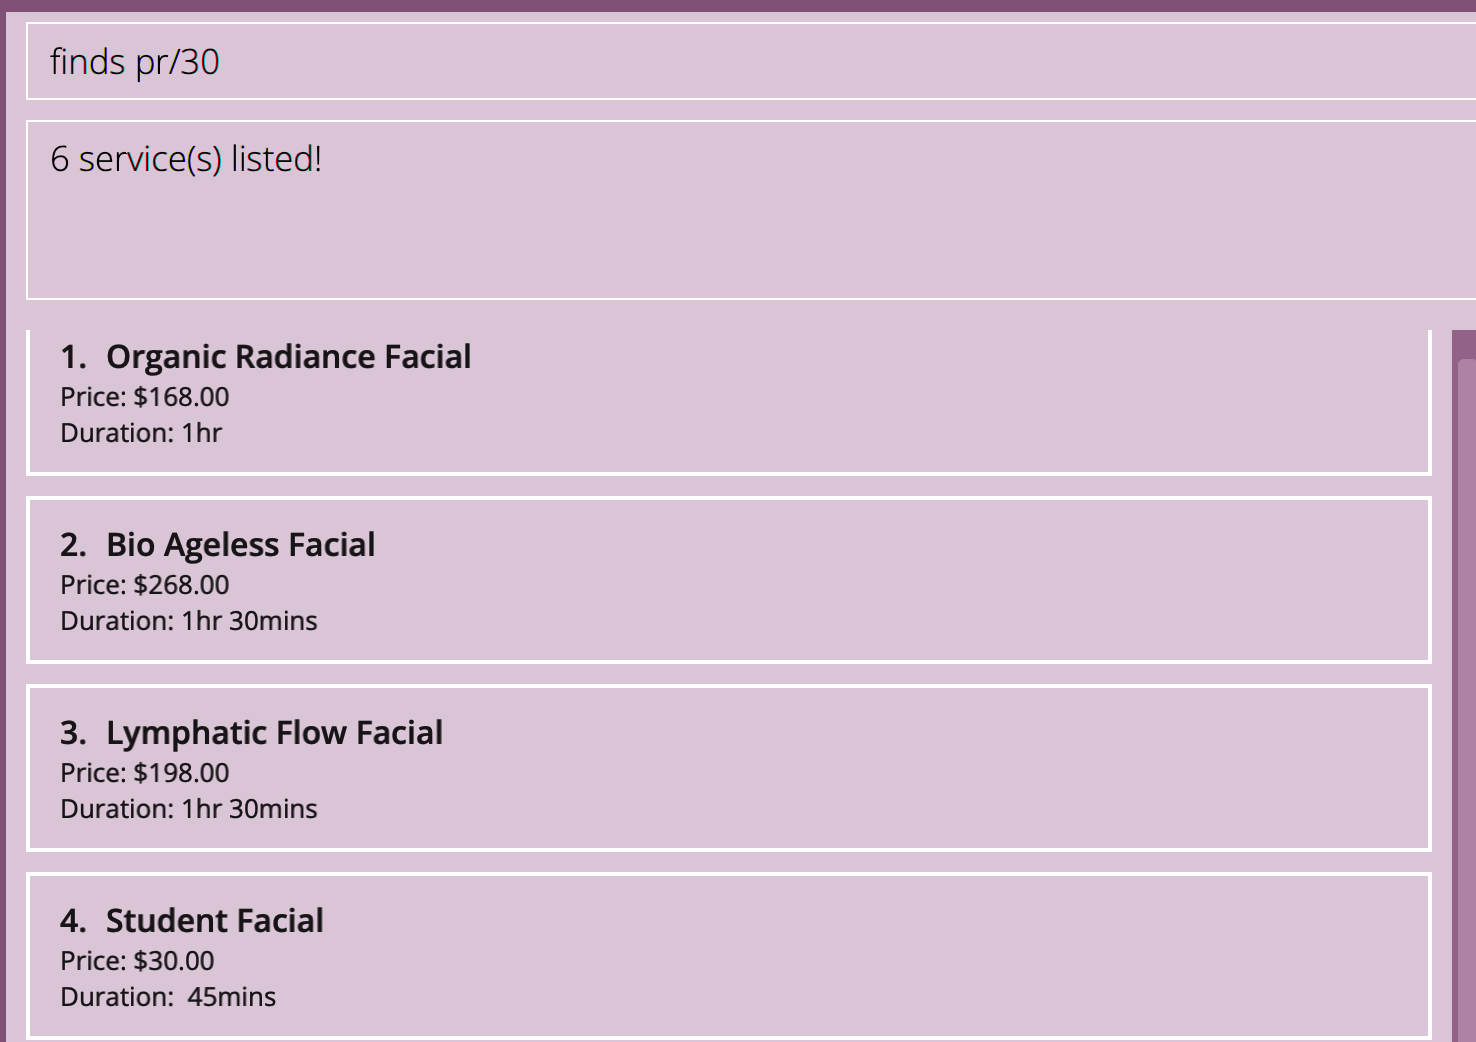 finds pr/30
6 service(s) listed!
1. Organic Radiance Facial
Price: $168.00
Duration: 1hr
2. Bio Ageless Facial
Price: $268.00
Duration: 1hr 30mins
3. Lymphatic Flow Facial
Price: $198.00
Duration: 1hr 30mins
4. Student Facial
Price: $30.00
Duration:  45mins